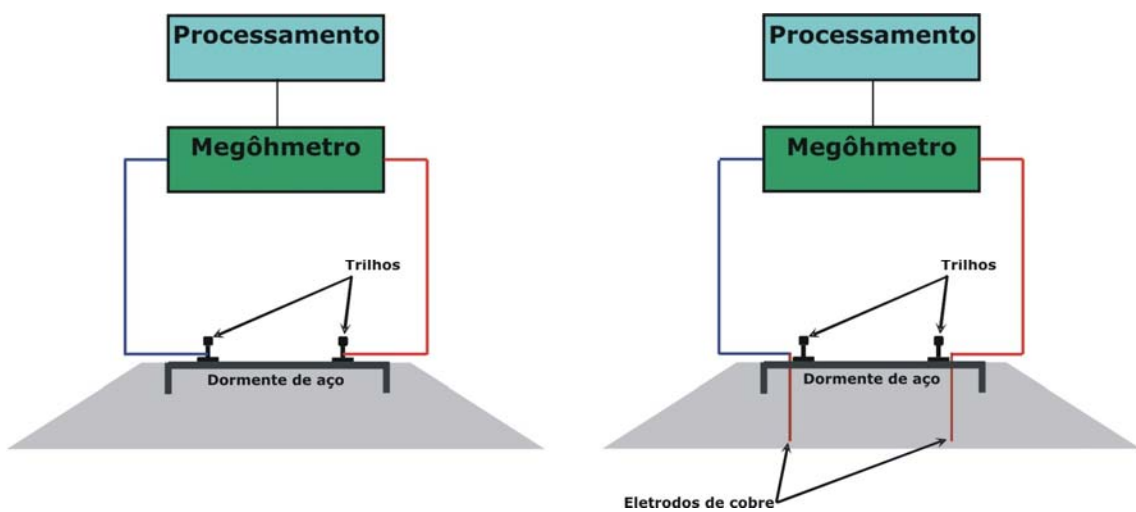 Processamento
Megôhmetro
Trilhos
Dormente de aço
Processamento
Megôhmetro
Trilhos
Dormente de aço
Eletrodos de cobre